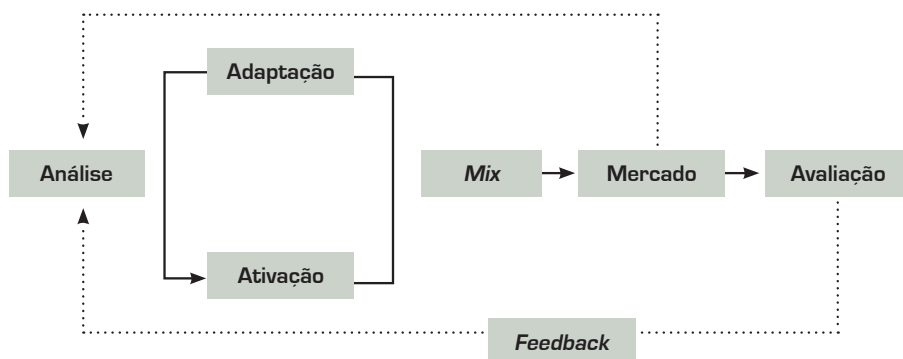 Adaptação
Análise
Mix
Mercado
Avaliação
Ativação
Feedback